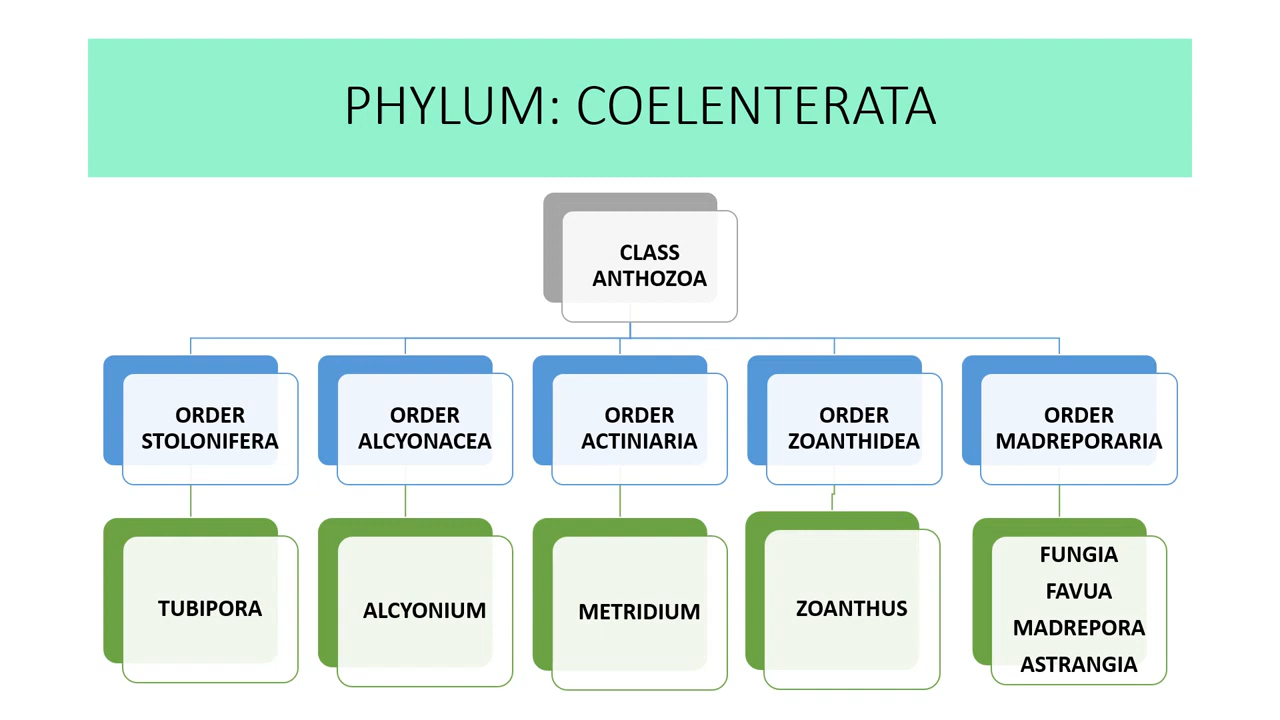 PHYLUM: COELENTERATA
CLASS
ANTHOZOA
ORDER
STOLONIFERA
ORDER
ALCYONACEA
ORDER
ACTINIARIA
ORDER
ZOANTHIDEA
ORDER
MADREPORARIA
TUBIPORA
ALCYONIUM
METRIDIUM
ZOANTHUS
FUNGIA
FAVUA
MADREPORA
ASTRANGIA